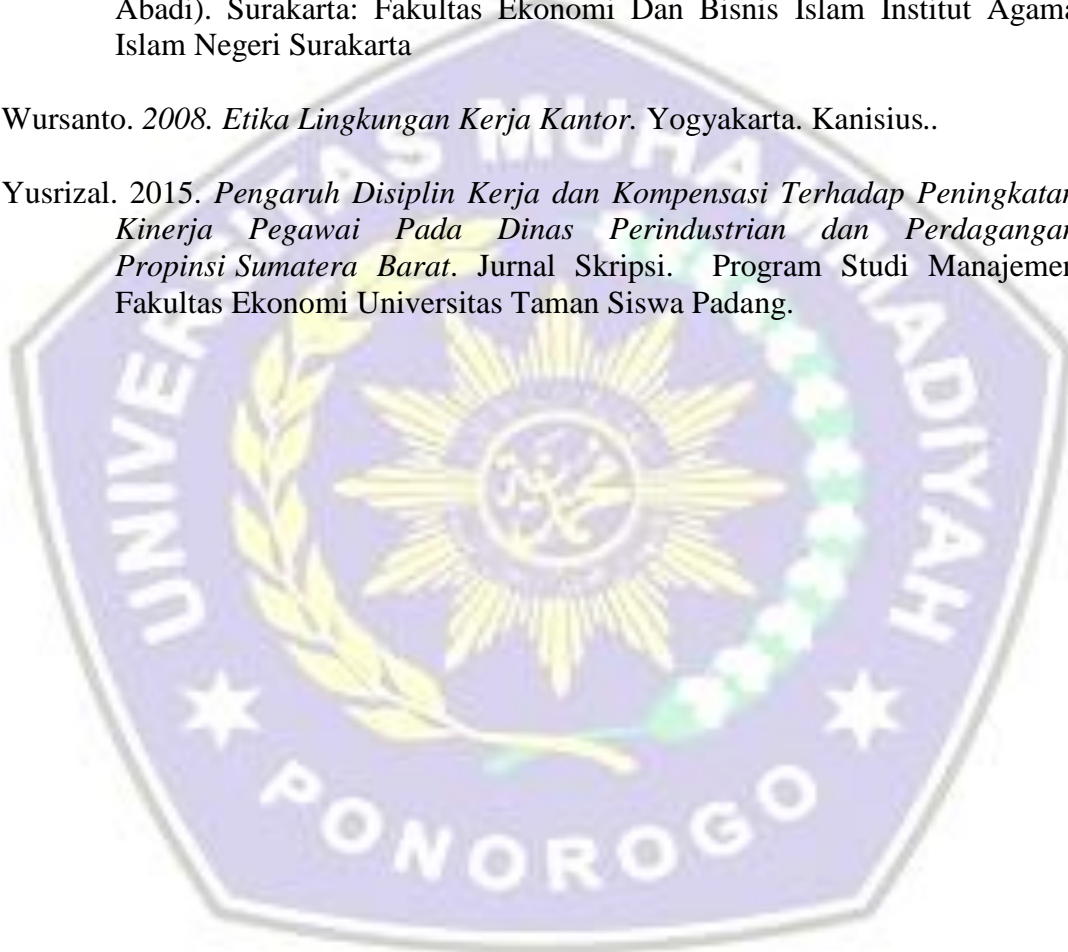 Abadi). Surakarta: Fakultas Ekonomi Dan Bisnis Islam Institut Agama
Islam Negeri Surakarta
Wursanto. 2008. Etika Lingkungan Kerja Kantor. Yogyakarta. Kanisius..
Yusrizal. 2015. Pengaruh Disiplin Kerja dan Kompensasi Terhadap Peningkatan
Kinerja Pegawai Pada Dinas Perindustrian dan Perdagangan
Propinsi Sumatera Barat. Jurnal Skripsi. Program Studi Manajemen
Fakultas Ekonomi Universitas Taman Siswa Padang.
UNIVERSITAS MUHAMMADIYAH
PONOROGO